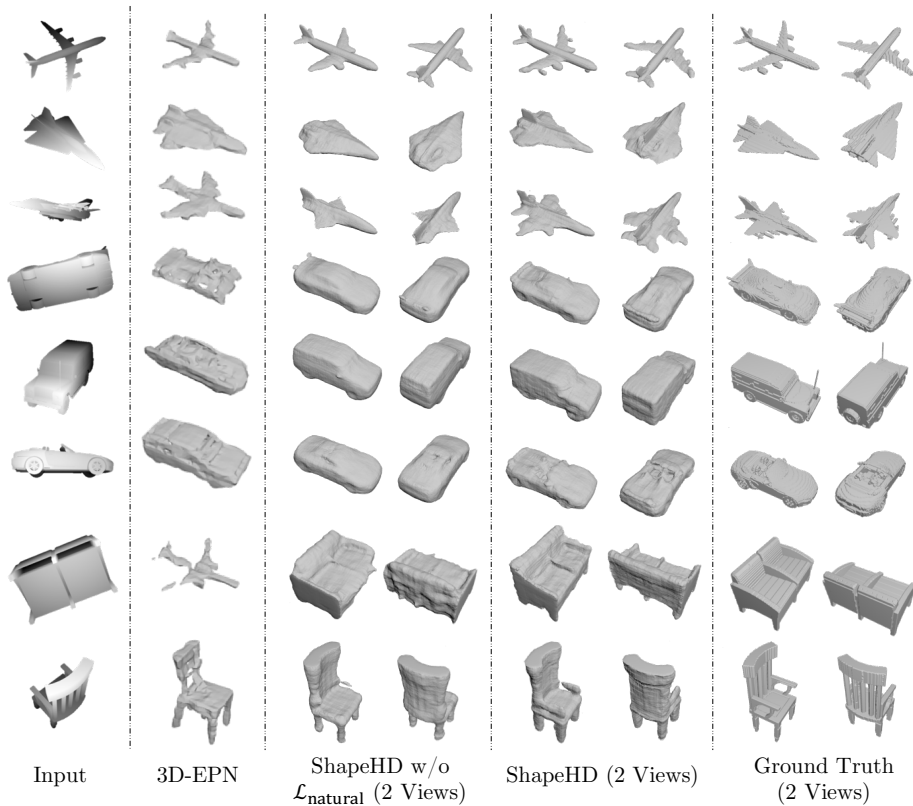 Input
3D-EPN
ShapeHD w/o
ℒnatural (2 Views)
ShapeHD (2 Views)
Ground Truth
(2 Views)